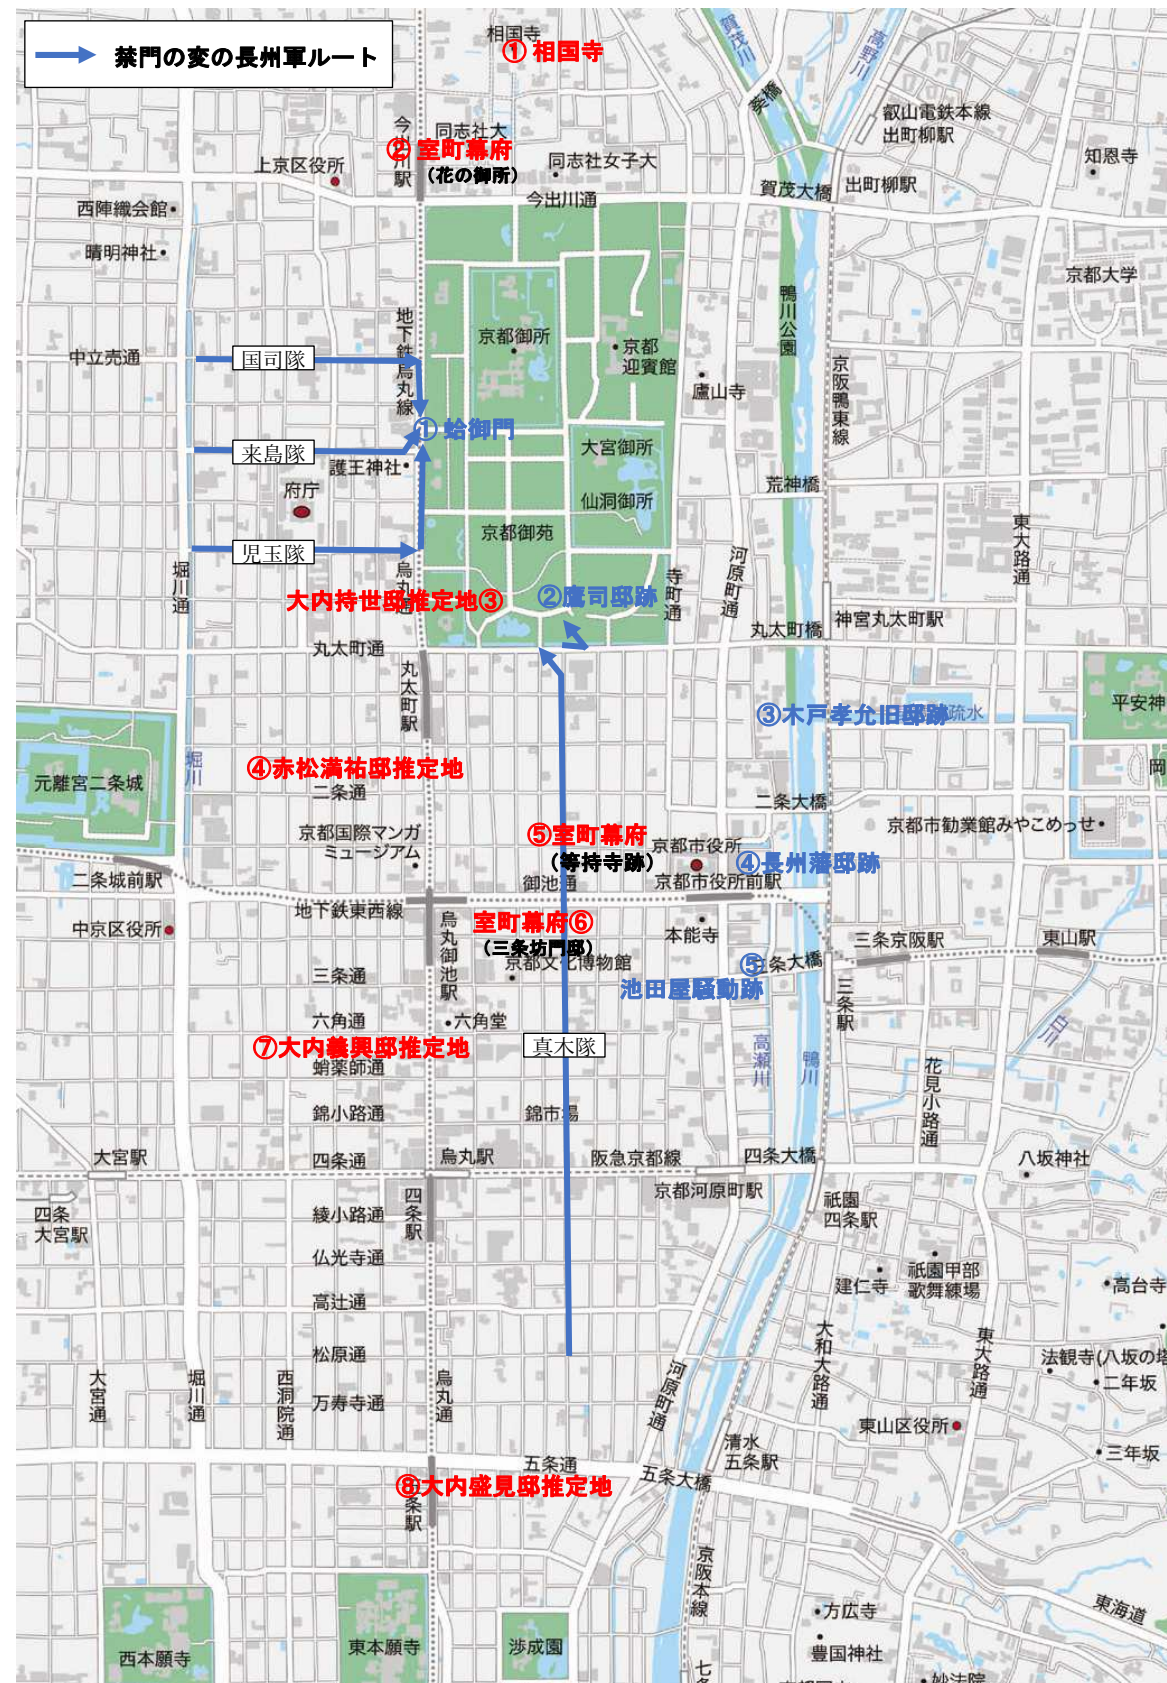 禁門の変の長州軍ルート
相国寺
① 相国寺
賀茂川
高野川
葵橋
叡山電鉄本線
出町柳駅
今出川駅
同志社大
② 室町幕府
(花の御所)
上京区役所
同志社女子大
知恩寺
今出川通
賀茂大橋
出町柳駅
西陣織会館
晴明神社
京都大学
鴨川公園
地下鉄烏丸線
京都御所
京都
迎賓館
中立売通
国司隊
京阪鴨東線
盧山寺
① 蛤御門
来島隊
護王神社
大宮御所
荒神橋
府庁
仙洞御所
京都御苑
東大路通
児玉隊
堀川通
烏丸通
寺町通
河原町通
大内持世邸推定地③
②鷹司邸跡
丸太町橋
神宮丸太町駅
丸太町通
丸太町駅
平安神
③木戸孝允旧邸跡
疏水
堀川
④赤松満祐邸推定地
元離宮二条城
二条通
二条大橋
岡
京都国際マンガ
ミュージアム
⑤室町幕府
(等持寺跡)
京都市役所
④長州藩邸跡
京都市勧業館みやこめっせ
二条城前駅
御池通
京都市役所前駅
地下鉄東西線
烏丸御池駅
室町幕府⑥
(三条坊門邸)
中京区役所
本能寺
三条京阪駅
東山駅
三条通
京都文化博物館
⑤
三条大橋
池田屋騒動跡
三条駅
六角通
六角堂
白川
⑦大内義興邸推定地
真木隊
高瀬川
鴨川
蛸薬師通
花見小路通
錦小路通
錦市場
大宮駅
四条通
烏丸駅
阪急京都線
四条大橋
八坂神社
京都河原町駅
四条
大宮駅
四条駅
綾小路通
祇園
四条駅
仏光寺通
建仁寺
祇園甲部
歌舞練場
高台寺
高辻通
松原通
大和大路通
東大路通
法観寺(八坂の塔
二年坂
大宮通
堀川通
西洞院通
烏丸通
河原町通
万寿寺通
東山区役所
清水
五条駅
三年坂
五条通
五条大橋
⑧大内盛見邸推定地
五条駅
京阪本線
東海道
方広寺
西本願寺
東本願寺
渉成園
豊国神社
七条
妙法院